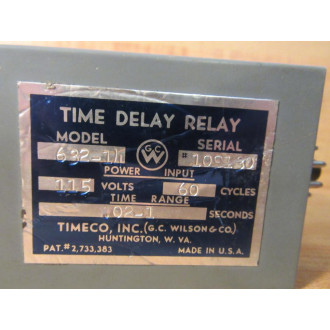 TIME DELAY RELAY
MODEL G.C. W SERIAL
POWER INPUT
115 VOLTS 60 CYCLES
TIME RANGE
SECONDS
TIMECO, INC. (G.C. WILSON & CO.)
HUNTINGTON, W. VA.
PAT.# 2,733,383 MADE IN U.S.A.